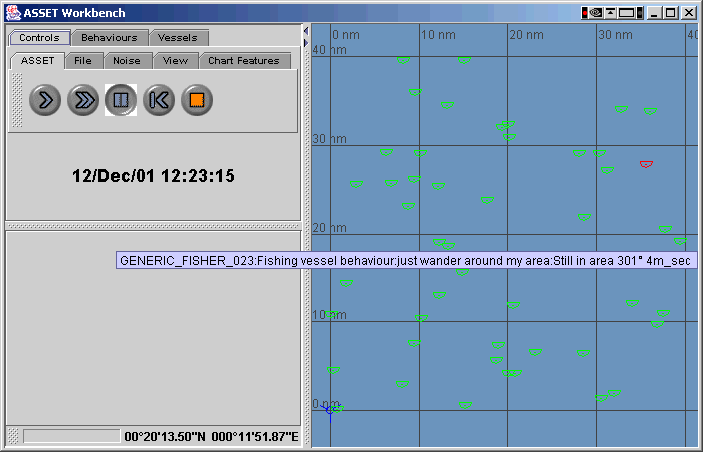 ASSET Workbench
Controls Behaviours Vessels
ASSET File Noise View Chart Features
12/Dec/01 12:23:15
0 nm 10 nm 20 nm 30 nm 40
40 nm
30 nm
20 nm
GENERIC_FISHER_023:Fishing vessel behaviour:just wander around my area:Still in area 301° 4m_sec
10 nm
0 nm
00°20'13.50"N 000°11'51.87"E